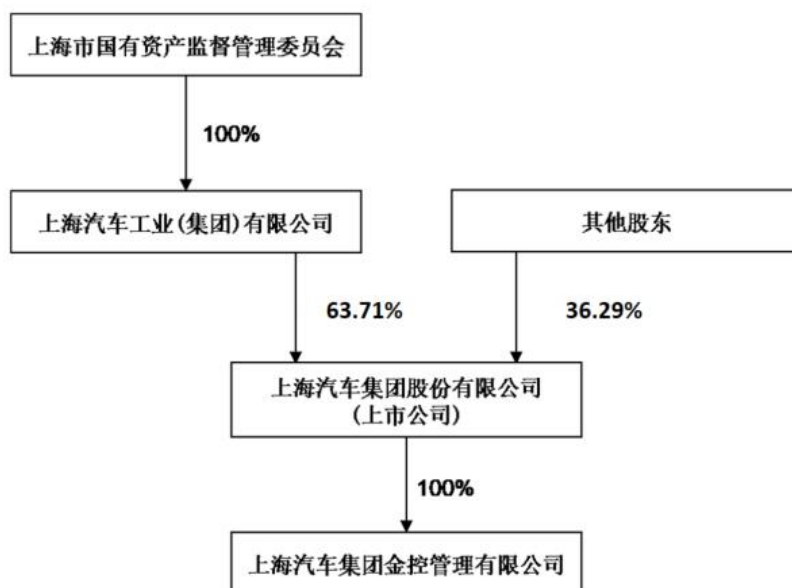 上海市国有资产监督管理委员会
100%
上海汽车工业(集团)有限公司
其他股东
63.71%
36.29%
上海汽车集团股份有限公司
(上市公司)
100%
上海汽车集团金控管理有限公司